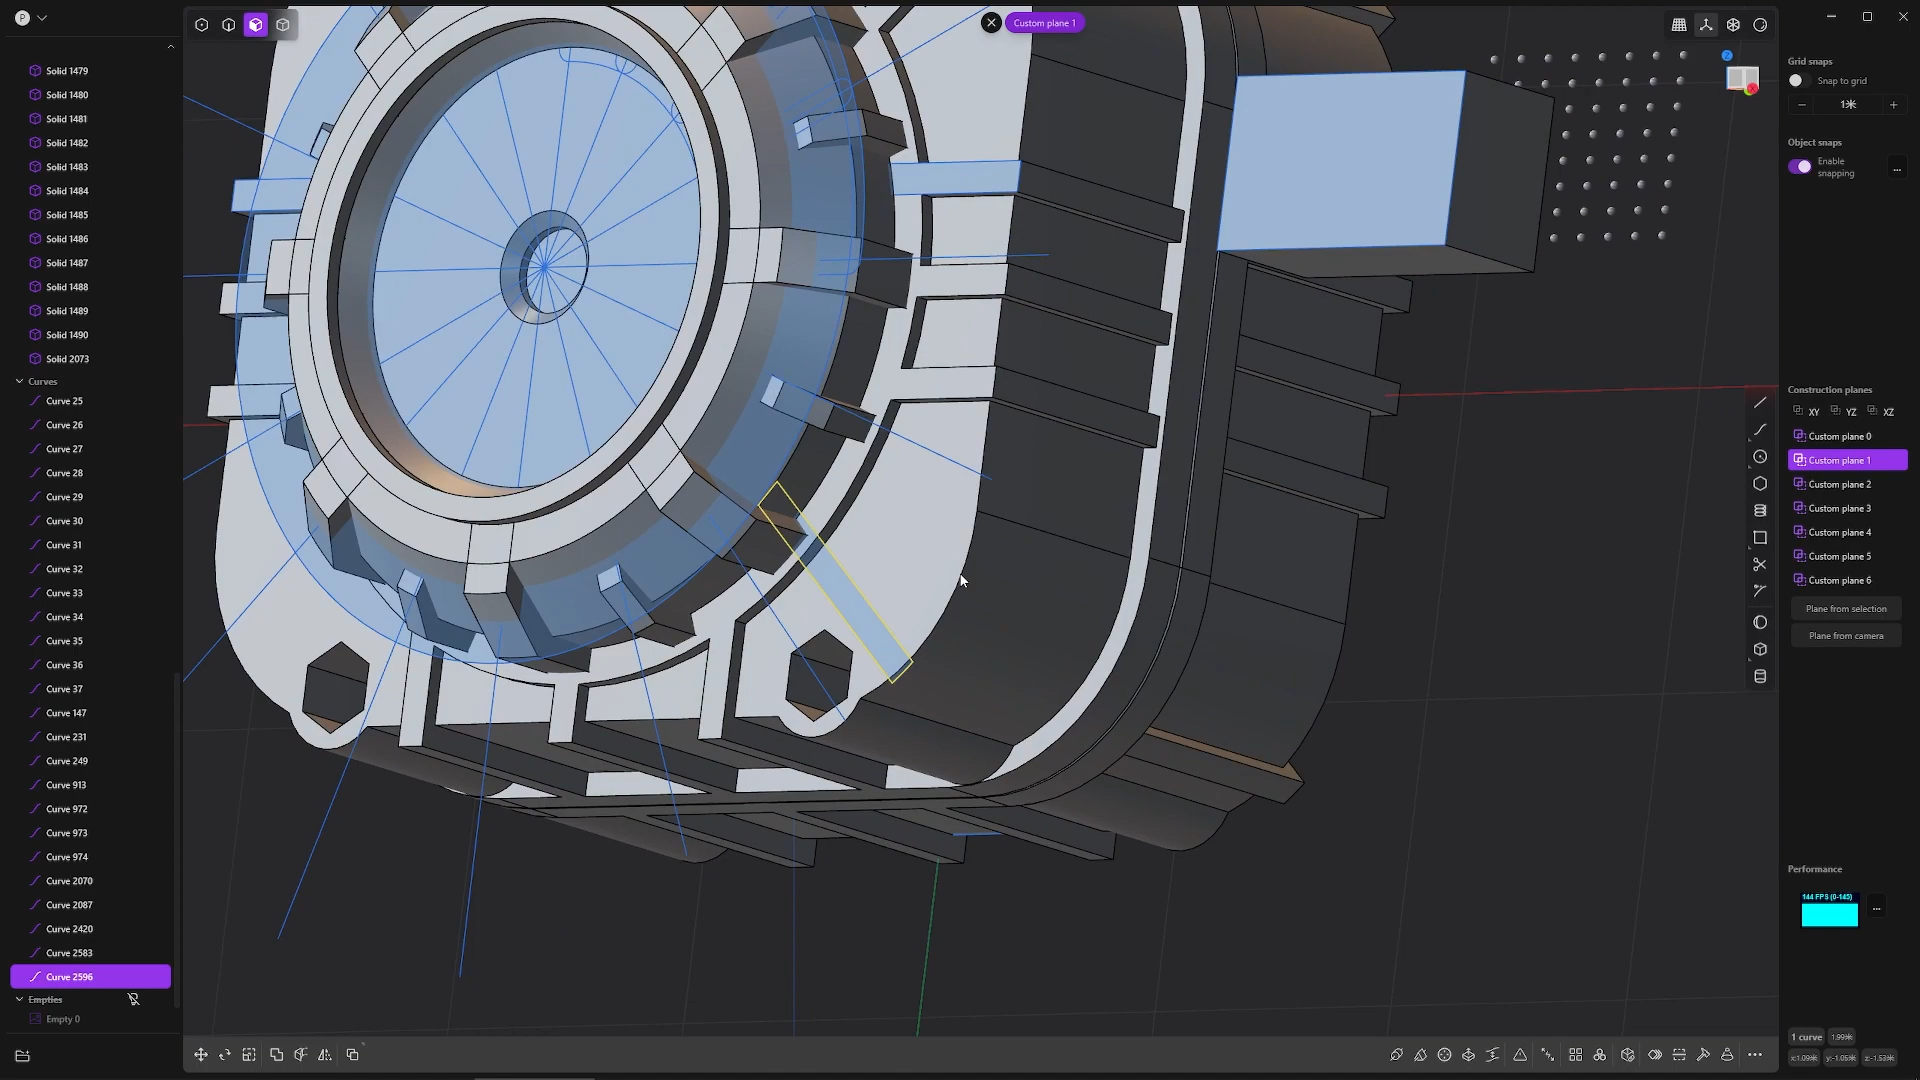 P
Custom plane 1
Solid 1479
Solid 1480
Solid 1481
Solid 1482
Solid 1483
Solid 1484
Solid 1485
Solid 1486
Solid 1487
Solid 1488
Solid 1489
Solid 1490
Solid 2073
Curves
Curve 25
Curve 26
Curve 27
Curve 28
Curve 29
Curve 30
Curve 31
Curve 32
Curve 33
Curve 34
Curve 35
Curve 36
Curve 37
Curve 147
Curve 231
Curve 249
Curve 913
Curve 972
Curve 973
Curve 974
Curve 2070
Curve 2087
Curve 2420
Curve 2583
Curve 2596
Empties
Empty 0
Z
Grid snaps
Snap to grid
Object snaps
Enable
snapping
...
Construction planes
XY YZ XZ
Custom plane 0
Custom plane 1
Custom plane 2
Custom plane 3
Custom plane 4
Custom plane 5
Custom plane 6
Plane from selection
Plane from camera
Performance
144 FPS (0-145)
...
1 curve